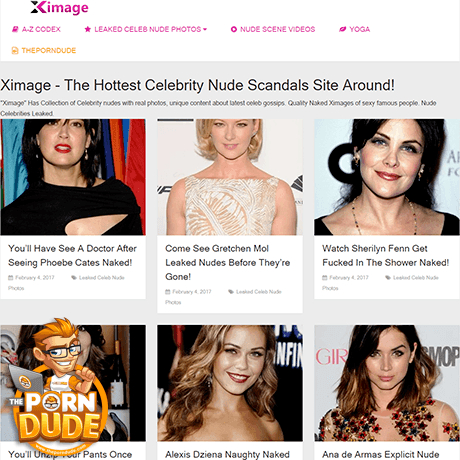 Ximage
A-Z CODEX
LEAKED CELEB NUDE PHOTOS
NUDE SCENE VIDEOS
YOGA
THEPORNDUDE
Ximage - The Hottest Celebrity Nude Scandals Site Around!
"Ximage" Has Collection of Celebrity nudes with real photos, unique content about latest celeb gossips. Quality Naked Ximages of sexy famous people. Nude
Celebrities Leaked.
You'll Have See A Doctor After
Seeing Phoebe Cates Naked!
February 4, 2017
Leaked Celeb Nude
Photos
Come See Gretchen Mol
Leaked Nudes Before They're
Gone!
February 4, 2017
Leaked Celeb Nude
Photos
Watch Sherilyn Fenn Get
Fucked In The Shower Naked!
February 4, 2017
Leaked Celeb Nude
Photos
THE
PORN
DUDE
You'll Unzip Your Pants Once
Alexis Dziena Naughty Naked
GIR
MOP
Ana de Armas Explicit Nude